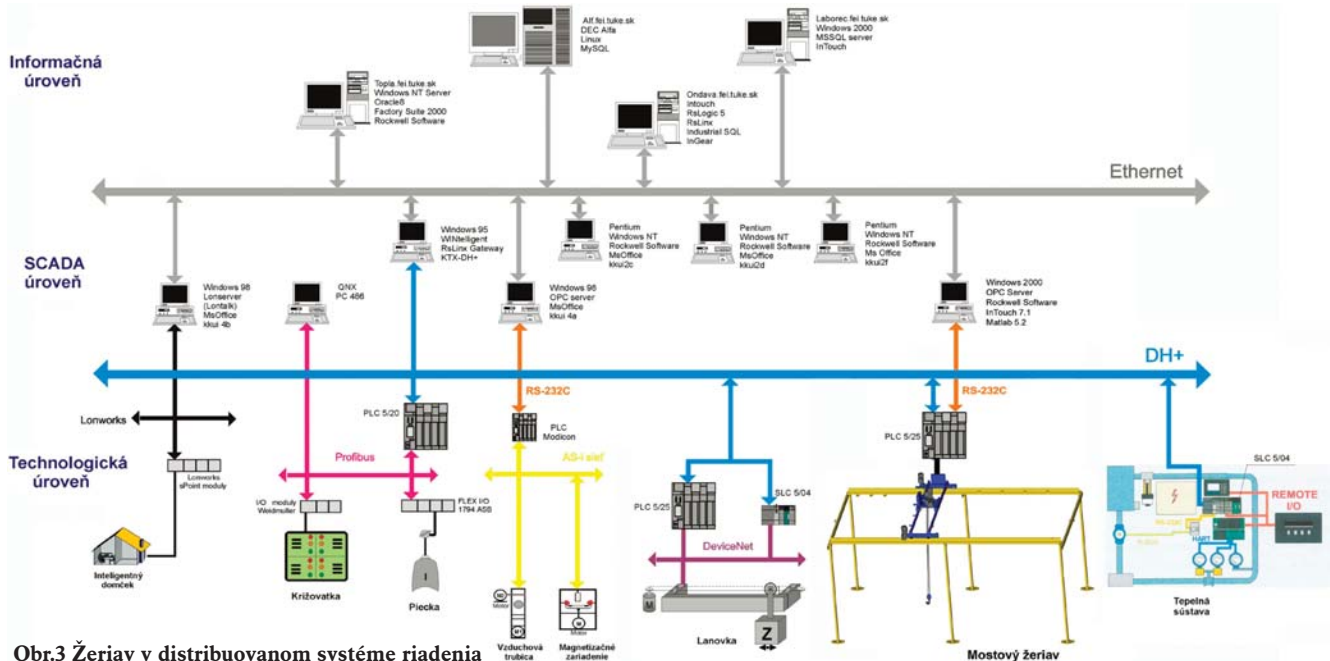 Informačná
úroveň
Topla.fei.tuke.sk
Windows NT Server
Oracle8
Factory Suite 2000
Rockwell Software
Alf.fei.tuke.sk
DEC Alfa
Linux
MySQL
Ondava.fei.tuke.sk
Intouch
RsLogic 5
RsLinx
Industrial SQL
InGear
Laborec.fei.tuke.sk
Windows 2000
MSSQL server
InTouch
Ethernet
SCADA
úroveň
Windows 98
Lonserver
(Lontalk)
MsOffice
kkui 4b
QNX
PC 486
Windows 95
WINtelligent
RsLinx Gateway
KTX-DH+
Windows 98
OPC server
MsOffice
kkui 4a
Pentium
Windows NT
Rockwell Software
MsOffice
kkui2c
Pentium
Windows NT
Rockwell Software
MsOffice
kkui2d
Pentium
Windows NT
Rockwell Software
Ms Office
kkui2f
Windows 2000
OPC Server
Rockwell Software
InTouch 7.1
Matlab 5.2
DH+
RS-232C
RS-232C
Technologická
úroveň
Lonworks
Lonworks
sPoint moduly
Inteligentný
domček
Profibus
I/O moduly
Weidmuller
Križovatka
PLC 5/20
FLEX I/O
1794 ASB
Piecka
PLC
Modicon
AS-i sieť
Motor
Vzduchová
trubica
M
Motor
Magnetizačné
zariadenie
PLC 5/25
SLC 5/04
DeviceNet
M
M
Z
Lanovka
PLC 5/25
Mostový žeriav
SLC 5/04
REMOTE
I/O
HART
Tepelná
sústava
Obr.3 Žeriav v distribuovanom systéme riadenia